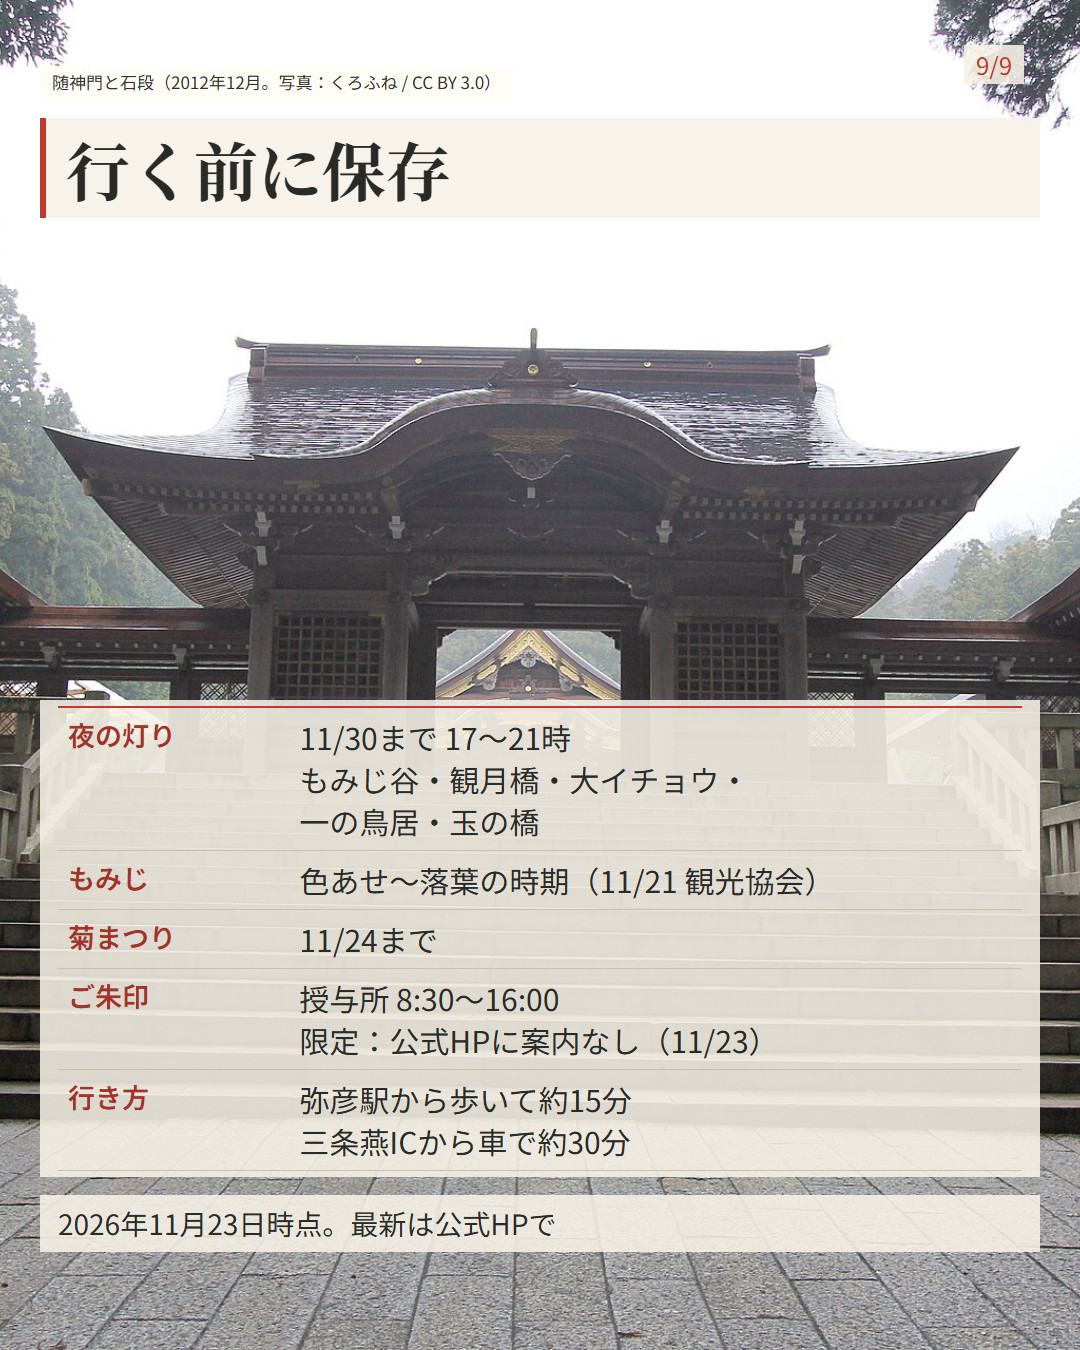 随神門と石段（2012年12月。写真：くろふね / CC BY 3.0）
9/9
行く前に保存
夜の灯り
11/30まで 17〜21時
もみじ谷・観月橋・大イチョウ・
一の鳥居・玉の橋
もみじ
色あせ〜落葉の時期（11/21 観光協会）
菊まつり
11/24まで
ご朱印
授与所 8:30〜16:00
限定：公式HPに案内なし（11/23）
行き方
弥彦駅から歩いて約15分
三条燕ICから車で約30分
2026年11月23日時点。最新は公式HPで